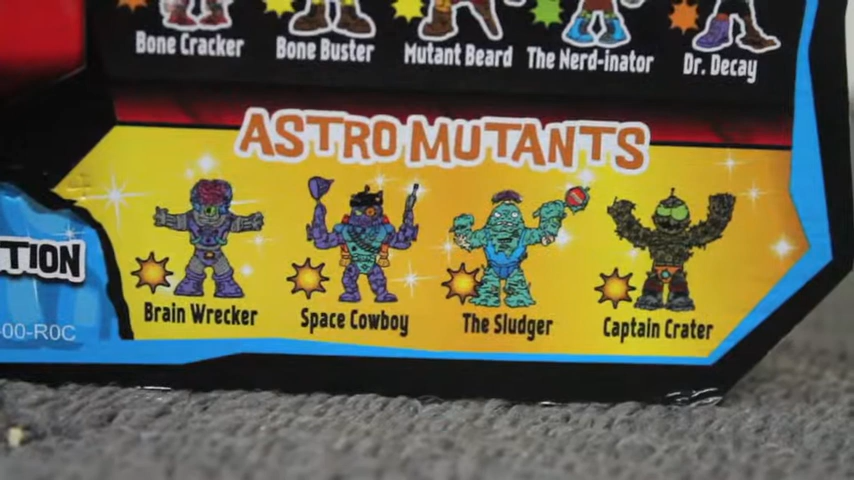 Bone Cracker Bone Buster Mutant Beard The Nerd-inator Dr. Decay
ASTRO MUTANTS
TION
Brain Wrecker Space Cowboy The Sludger Captain Crater
-00-R0C